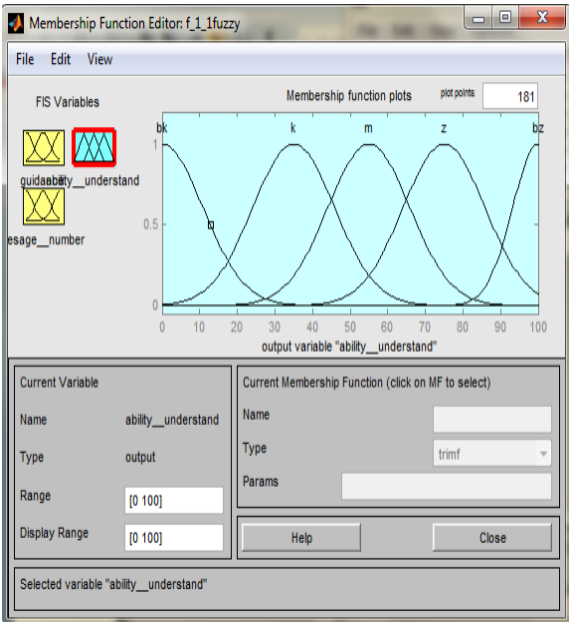 Membership Function Editor: f_1_1fuzzy
File Edit View
FIS Variables
Membership function plots
plot points: 181
bk k m z bz
ability__understand
esage__number
1
0.5
0
0 10 20 30 40 50 60 70 80 90 100
output variable "ability__understand"
Current Variable
Name ability__understand
Type output
Range [0 100]
Display Range [0 100]
Current Membership Function (click on MF to select)
Name
Type trimf
Params
Help Close
Selected variable "ability__understand"